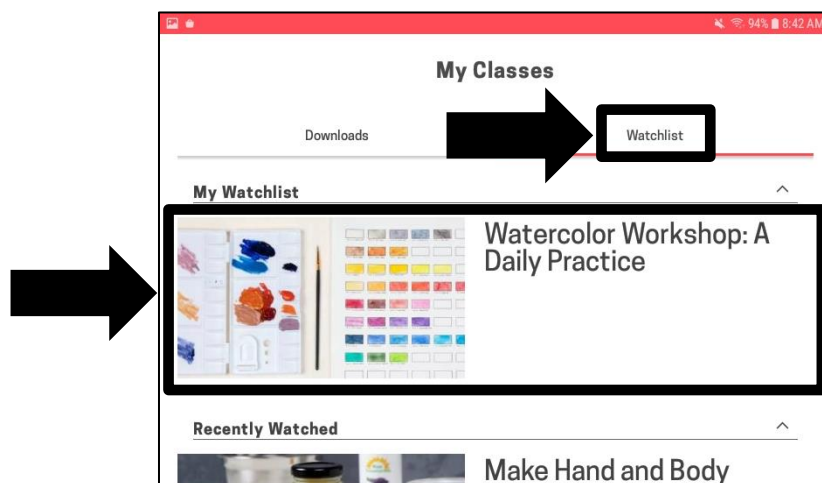 94% 8:42 AM
My Classes
Downloads
Watchlist
My Watchlist
Watercolor Workshop: A
Daily Practice
Recently Watched
Make Hand and Body